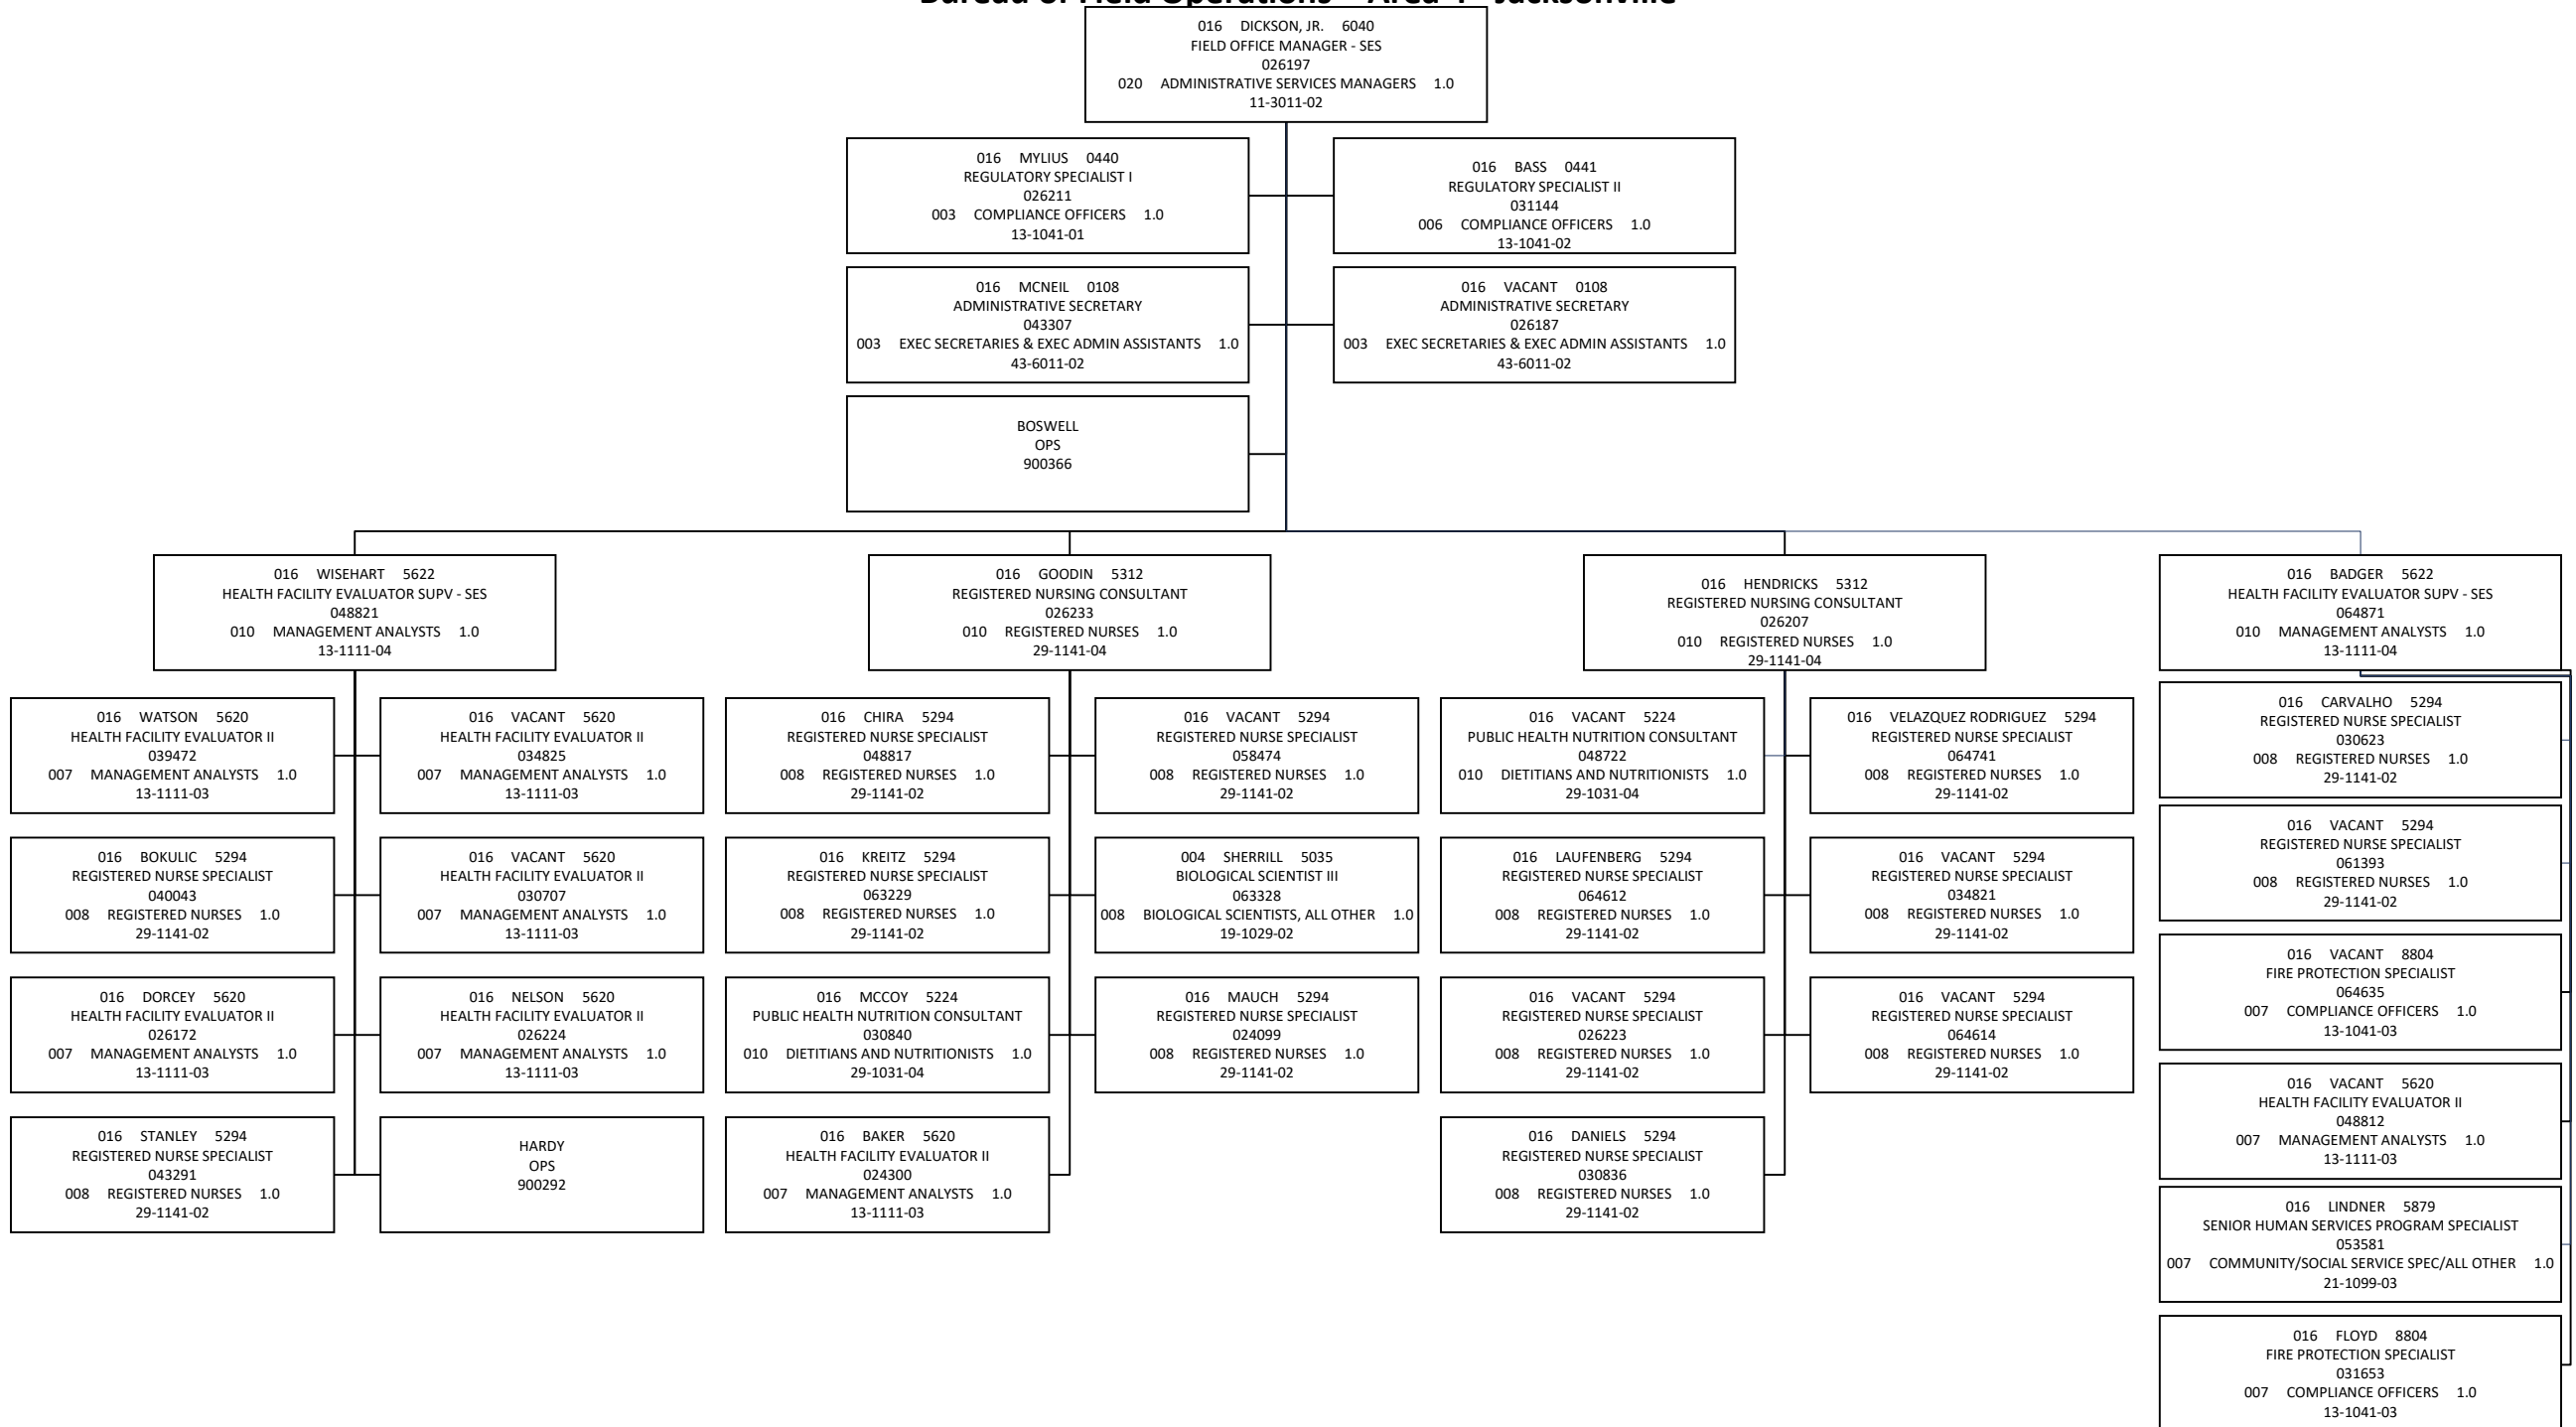 Bureau of Field Operations – Area 4 - Jacksonville
016 DICKSON, JR. 6040
FIELD OFFICE MANAGER - SES
026197
020 ADMINISTRATIVE SERVICES MANAGERS 1.0
11-3011-02
016 MYLIUS 0440
REGULATORY SPECIALIST I
026211
003 COMPLIANCE OFFICERS 1.0
13-1041-01
016 BASS 0441
REGULATORY SPECIALIST II
031144
006 COMPLIANCE OFFICERS 1.0
13-1041-02
016 MCNEIL 0108
ADMINISTRATIVE SECRETARY
043307
003 EXEC SECRETARIES & EXEC ADMIN ASSISTANTS 1.0
43-6011-02
016 VACANT 0108
ADMINISTRATIVE SECRETARY
026187
003 EXEC SECRETARIES & EXEC ADMIN ASSISTANTS 1.0
43-6011-02
BOSWELL
OPS
900366
016 WISEHART 5622
HEALTH FACILITY EVALUATOR SUPV - SES
048821
010 MANAGEMENT ANALYSTS 1.0
13-1111-04
016 GOODIN 5312
REGISTERED NURSING CONSULTANT
026233
010 REGISTERED NURSES 1.0
29-1141-04
016 HENDRICKS 5312
REGISTERED NURSING CONSULTANT
026207
010 REGISTERED NURSES 1.0
29-1141-04
016 BADGER 5622
HEALTH FACILITY EVALUATOR SUPV - SES
064871
010 MANAGEMENT ANALYSTS 1.0
13-1111-04
016 WATSON 5620
HEALTH FACILITY EVALUATOR II
039472
007 MANAGEMENT ANALYSTS 1.0
13-1111-03
016 VACANT 5620
HEALTH FACILITY EVALUATOR II
034825
007 MANAGEMENT ANALYSTS 1.0
13-1111-03
016 BOKULIC 5294
REGISTERED NURSE SPECIALIST
040043
008 REGISTERED NURSES 1.0
29-1141-02
016 VACANT 5620
HEALTH FACILITY EVALUATOR II
030707
007 MANAGEMENT ANALYSTS 1.0
13-1111-03
016 DORCEY 5620
HEALTH FACILITY EVALUATOR II
026172
007 MANAGEMENT ANALYSTS 1.0
13-1111-03
016 NELSON 5620
HEALTH FACILITY EVALUATOR II
026224
007 MANAGEMENT ANALYSTS 1.0
13-1111-03
016 STANLEY 5294
REGISTERED NURSE SPECIALIST
043291
008 REGISTERED NURSES 1.0
29-1141-02
HARDY
OPS
900292
016 CHIRA 5294
REGISTERED NURSE SPECIALIST
048817
008 REGISTERED NURSES 1.0
29-1141-02
016 VACANT 5294
REGISTERED NURSE SPECIALIST
058474
008 REGISTERED NURSES 1.0
29-1141-02
016 KREITZ 5294
REGISTERED NURSE SPECIALIST
063229
008 REGISTERED NURSES 1.0
29-1141-02
004 SHERRILL 5035
BIOLOGICAL SCIENTIST III
063328
008 BIOLOGICAL SCIENTISTS, ALL OTHER 1.0
19-1029-02
016 MCCOY 5224
PUBLIC HEALTH NUTRITION CONSULTANT
030840
010 DIETITIANS AND NUTRITIONISTS 1.0
29-1031-04
016 MAUCH 5294
REGISTERED NURSE SPECIALIST
024099
008 REGISTERED NURSES 1.0
29-1141-02
016 BAKER 5620
HEALTH FACILITY EVALUATOR II
024300
007 MANAGEMENT ANALYSTS 1.0
13-1111-03
016 VACANT 5224
PUBLIC HEALTH NUTRITION CONSULTANT
048722
010 DIETITIANS AND NUTRITIONISTS 1.0
29-1031-04
016 VELAZQUEZ RODRIGUEZ 5294
REGISTERED NURSE SPECIALIST
064741
008 REGISTERED NURSES 1.0
29-1141-02
016 LAUFENBERG 5294
REGISTERED NURSE SPECIALIST
064612
008 REGISTERED NURSES 1.0
29-1141-02
016 VACANT 5294
REGISTERED NURSE SPECIALIST
034821
008 REGISTERED NURSES 1.0
29-1141-02
016 VACANT 5294
REGISTERED NURSE SPECIALIST
026223
008 REGISTERED NURSES 1.0
29-1141-02
016 VACANT 5294
REGISTERED NURSE SPECIALIST
064614
008 REGISTERED NURSES 1.0
29-1141-02
016 DANIELS 5294
REGISTERED NURSE SPECIALIST
030836
008 REGISTERED NURSES 1.0
29-1141-02
016 CARVALHO 5294
REGISTERED NURSE SPECIALIST
030623
008 REGISTERED NURSES 1.0
29-1141-02
016 VACANT 5294
REGISTERED NURSE SPECIALIST
061393
008 REGISTERED NURSES 1.0
29-1141-02
016 VACANT 8804
FIRE PROTECTION SPECIALIST
064635
007 COMPLIANCE OFFICERS 1.0
13-1041-03
016 VACANT 5620
HEALTH FACILITY EVALUATOR II
048812
007 MANAGEMENT ANALYSTS 1.0
13-1111-03
016 LINDNER 5879
SENIOR HUMAN SERVICES PROGRAM SPECIALIST
053581
007 COMMUNITY/SOCIAL SERVICE SPEC/ALL OTHER 1.0
21-1099-03
016 FLOYD 8804
FIRE PROTECTION SPECIALIST
031653
007 COMPLIANCE OFFICERS 1.0
13-1041-03